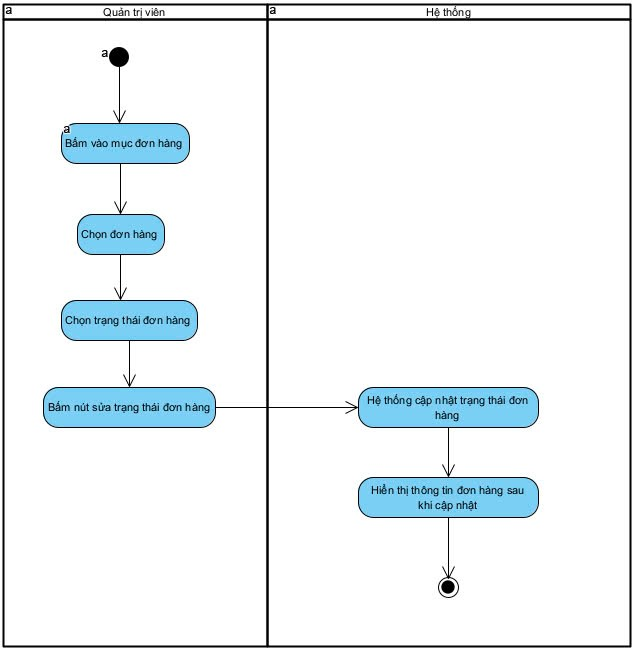 a
Quản trị viên
a
Hệ thống
a
a
Bấm vào mục đơn hàng
Chọn đơn hàng
Chọn trạng thái đơn hàng
Bấm nút sửa trạng thái đơn hàng
Hệ thống cập nhật trạng thái đơn
hàng
Hiển thị thông tin đơn hàng sau
khi cập nhật